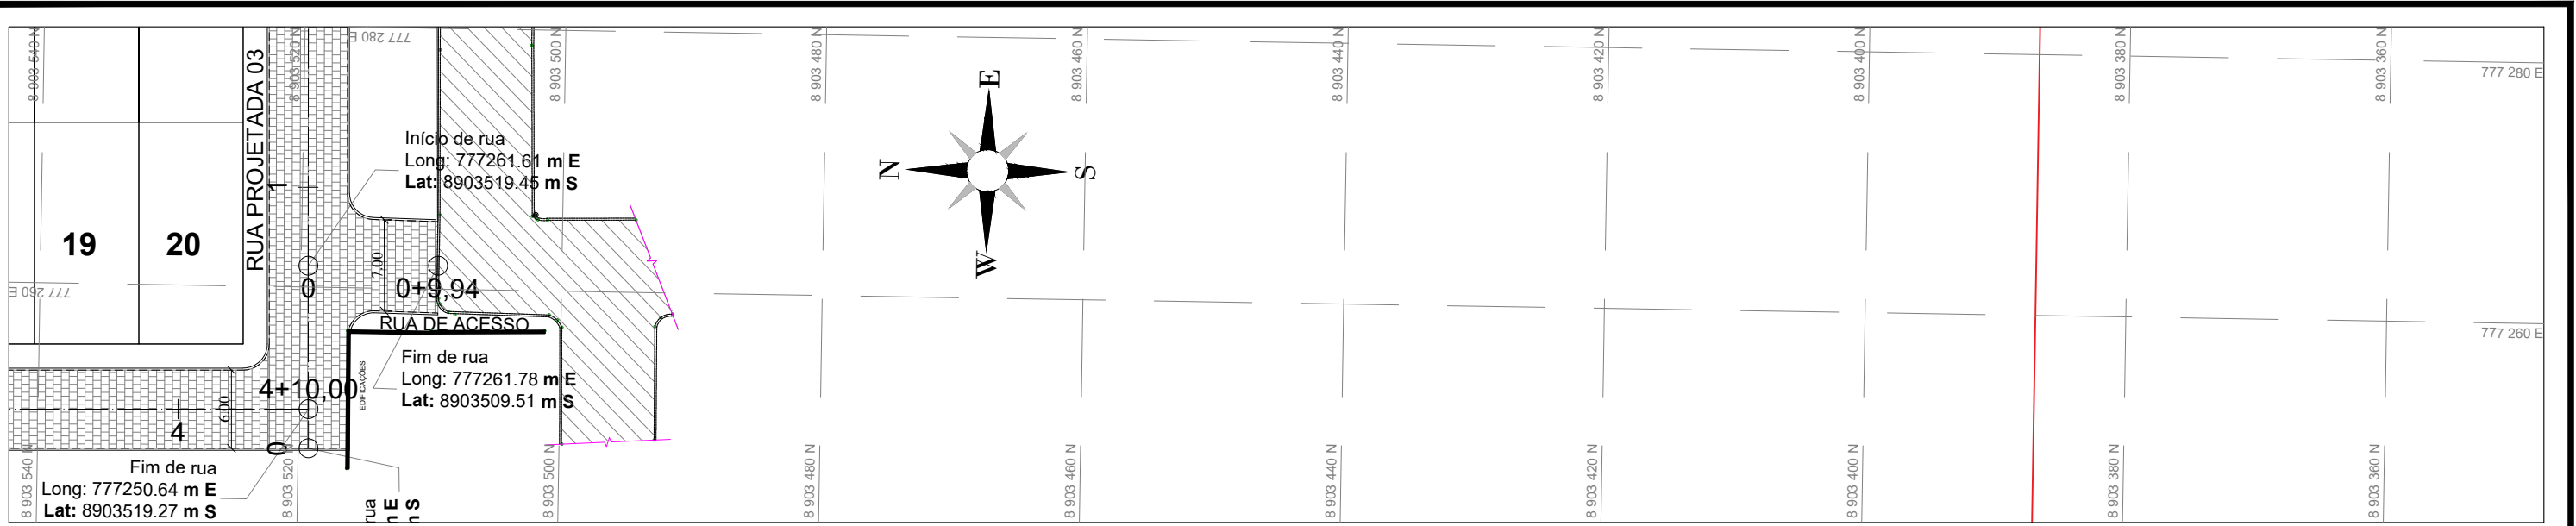 8 903 540 N
8 903 520 N
777 280 E
8 903 500 N
8 903 480 N
8 903 460 N
8 903 440 N
8 903 420 N
8 903 400 N
8 903 380 N
8 903 360 N
777 280 E
RUA PROJETADA 03
Início de rua
Long: 777261.61 m E
Lat: 8903519.45 m S
E
N
S
W
1
19
20
7.00
0
0+9,94
777 260 E
RUA DE ACESSO
777 260 E
EDIFICAÇÕES
Fim de rua
Long: 777261.78 m E
Lat: 8903509.51 m S
4+10,00
6.00
4
0
Fim de rua
Long: 777250.64 m E
Lat: 8903519.27 m S
rua
E
S
8 903 540 N
8 903 520 N
8 903 500 N
8 903 480 N
8 903 460 N
8 903 440 N
8 903 420 N
8 903 400 N
8 903 380 N
8 903 360 N